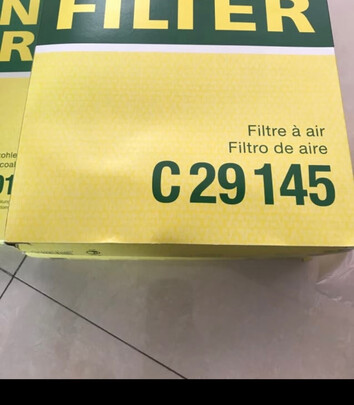 FILTER
N
R
Filtre à air
Filtro de aire
C 29 145